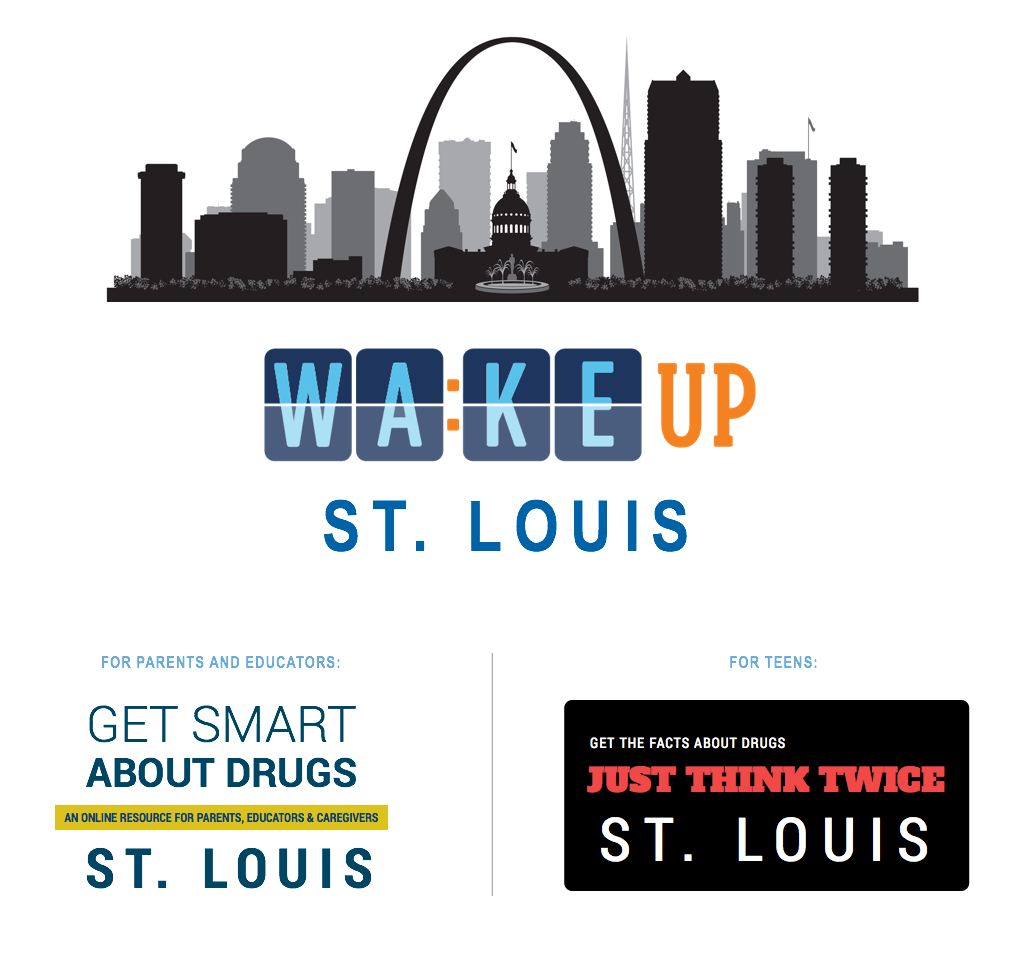 WA:KE UP
ST. LOUIS
FOR PARENTS AND EDUCATORS:
GET SMART
ABOUT DRUGS
AN ONLINE RESOURCE FOR PARENTS, EDUCATORS & CAREGIVERS
ST. LOUIS
FOR TEENS:
GET THE FACTS ABOUT DRUGS
JUST THINK TWICE
ST. LOUIS